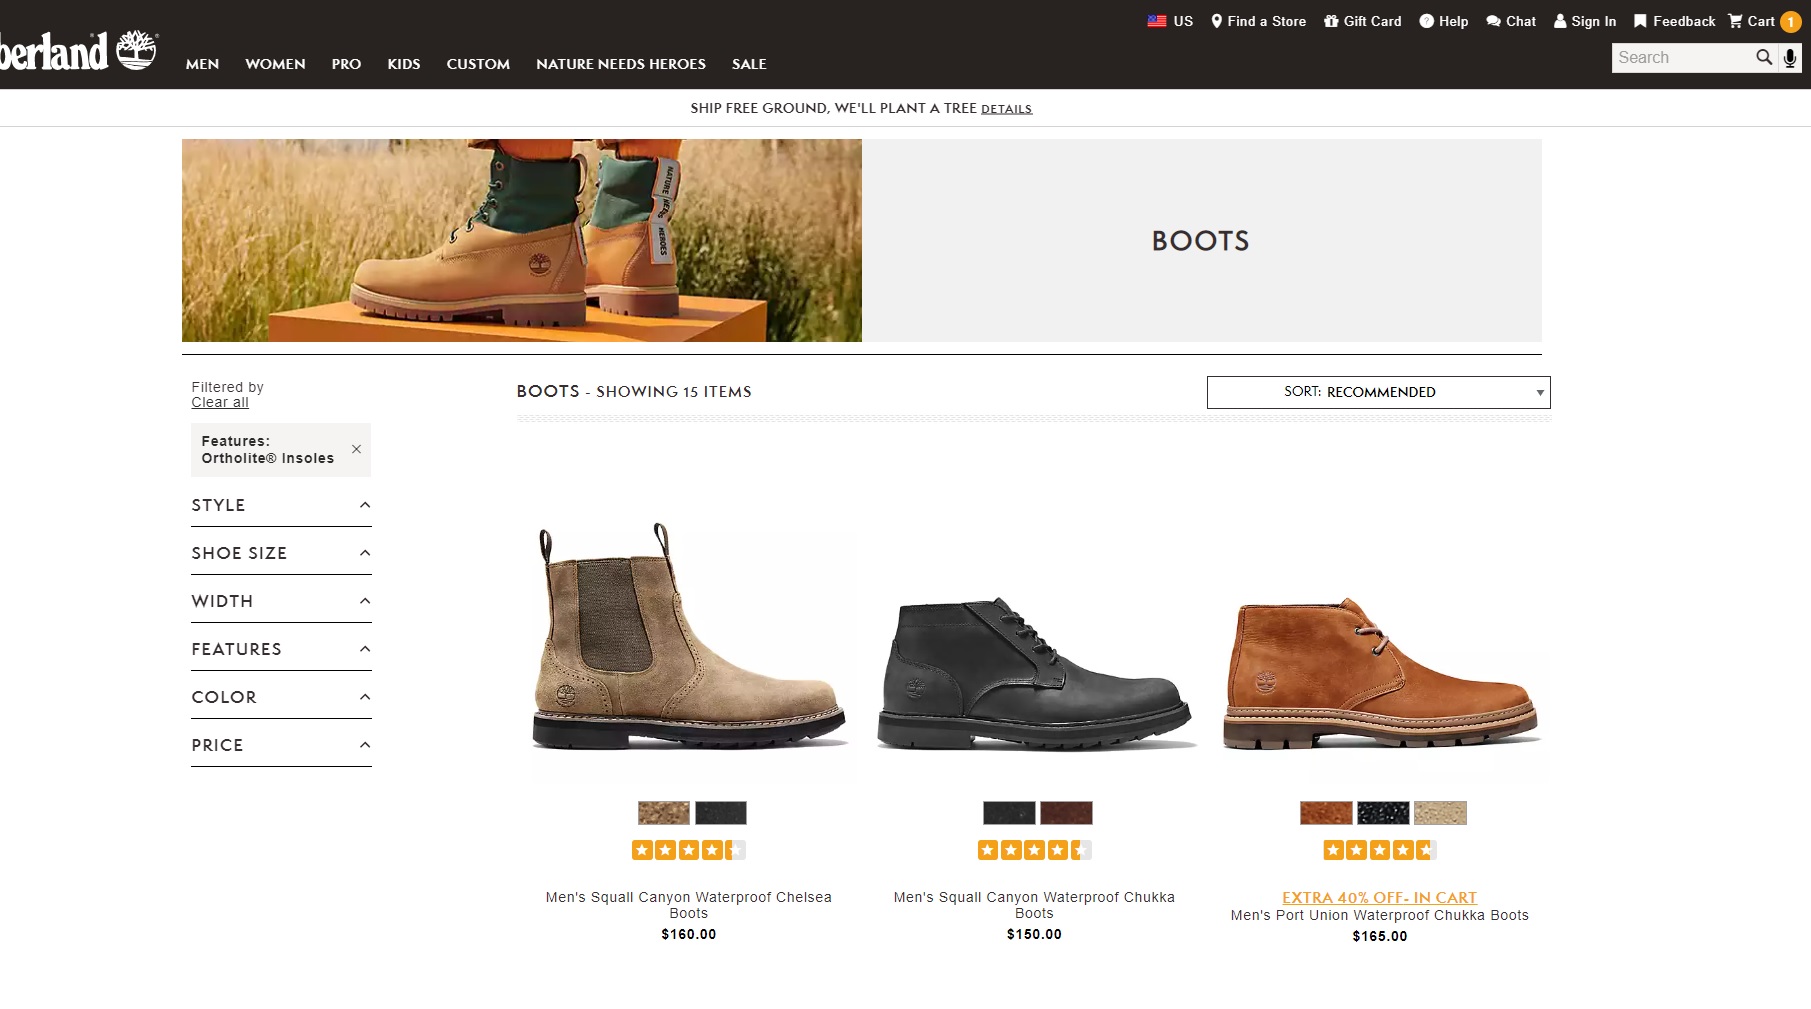 US Find a Store Gift Card Help Chat Sign In Feedback Cart 1
berland
MEN WOMEN PRO KIDS CUSTOM NATURE NEEDS HEROES SALE
Search
SHIP FREE GROUND, WE'LL PLANT A TREE DETAILS
NATURE
NEEDS
HEROES
BOOTS
Filtered by
Clear all
Features:
Ortholite® Insoles
STYLE
SHOE SIZE
WIDTH
FEATURES
COLOR
PRICE
BOOTS - SHOWING 15 ITEMS
SORT: RECOMMENDED
Men's Squall Canyon Waterproof Chelsea
Boots
$160.00
Men's Squall Canyon Waterproof Chukka
Boots
$150.00
EXTRA 40% OFF- IN CART
Men's Port Union Waterproof Chukka Boots
$165.00